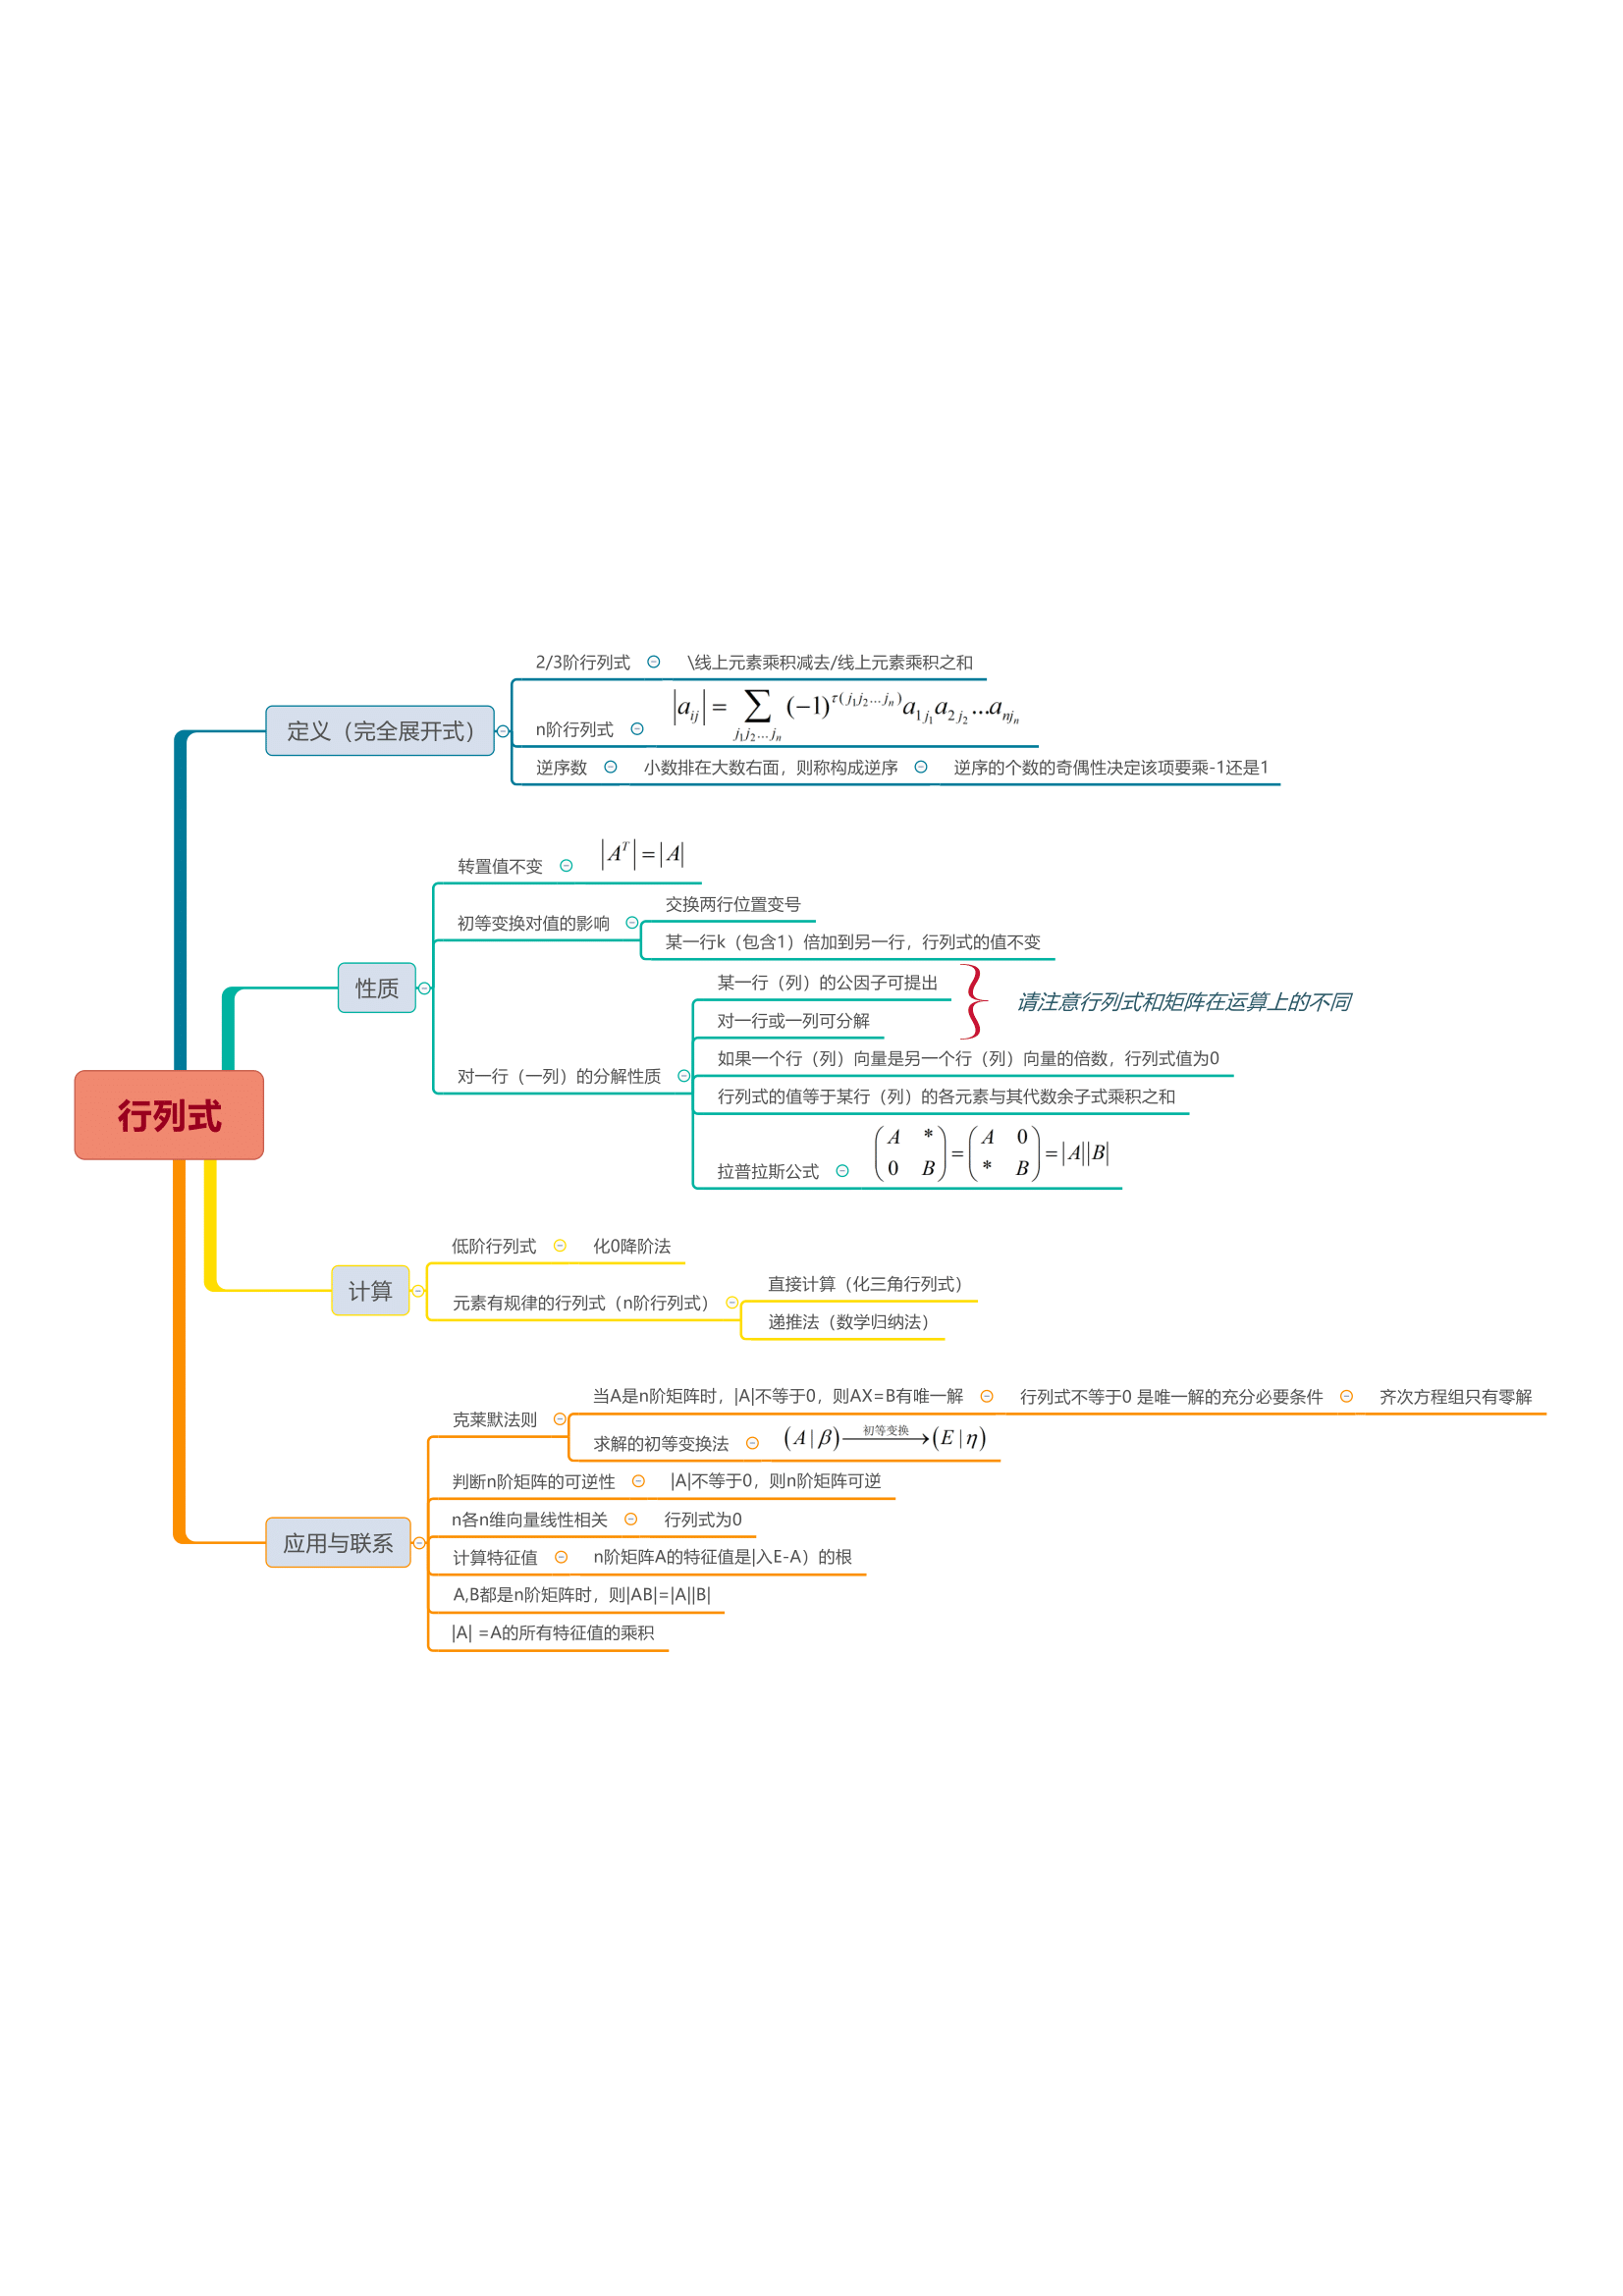 行列式
定义（完全展开式）
2/3阶行列式 \线上元素乘积减去/线上元素乘积之和
n阶行列式 |a_{ij}| = ∑_{j_1j_2...j_n} (−1)^{τ(j_1j_2...j_n)} a_{1j_1}a_{2j_2}...a_{nj_n}
逆序数 小数排在大数右面，则称构成逆序 逆序的个数的奇偶性决定该项要乘-1还是1
性质
转置值不变 |A^T| = |A|
初等变换对值的影响
交换两行位置变号
某一行k（包含1）倍加到另一行，行列式的值不变
对一行（一列）的分解性质
某一行（列）的公因子可提出
对一行或一列可分解
请注意行列式和矩阵在运算上的不同
如果一个行（列）向量是另一个行（列）向量的倍数，行列式值为0
行列式的值等于某行（列）的各元素与其代数余子式乘积之和
拉普拉斯公式 (A * ; 0 B) = (A 0 ; * B) = |A||B|
计算
低阶行列式 化0降阶法
元素有规律的行列式（n阶行列式）
直接计算（化三角行列式）
递推法（数学归纳法）
应用与联系
克莱默法则
当A是n阶矩阵时，|A|不等于0，则AX=B有唯一解 行列式不等于0 是唯一解的充分必要条件 齐次方程组只有零解
求解的初等变换法 (A | β) 初等变换→ (E | η)
判断n阶矩阵的可逆性 |A|不等于0，则n阶矩阵可逆
n各n维向量线性相关 行列式为0
计算特征值 n阶矩阵A的特征值是|入E-A）的根
A,B都是n阶矩阵时，则|AB|=|A||B|
|A| =A的所有特征值的乘积